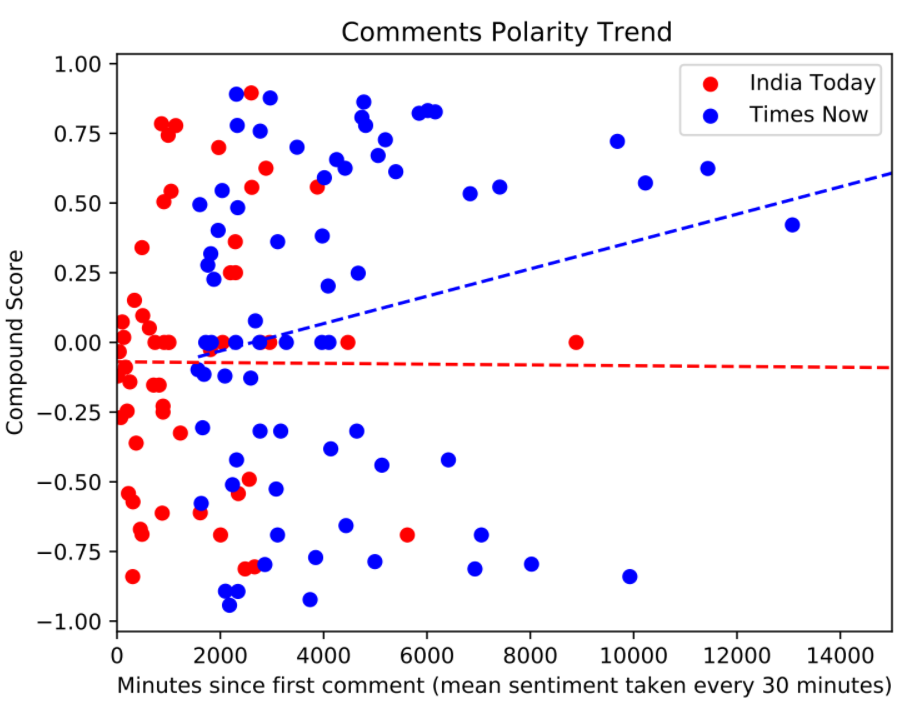 Comments Polarity Trend
India Today
Times Now
Compound Score
1.00
0.75
0.50
0.25
0.00
−0.25
−0.50
−0.75
−1.00
0 2000 4000 6000 8000 10000 12000 14000
Minutes since first comment (mean sentiment taken every 30 minutes)